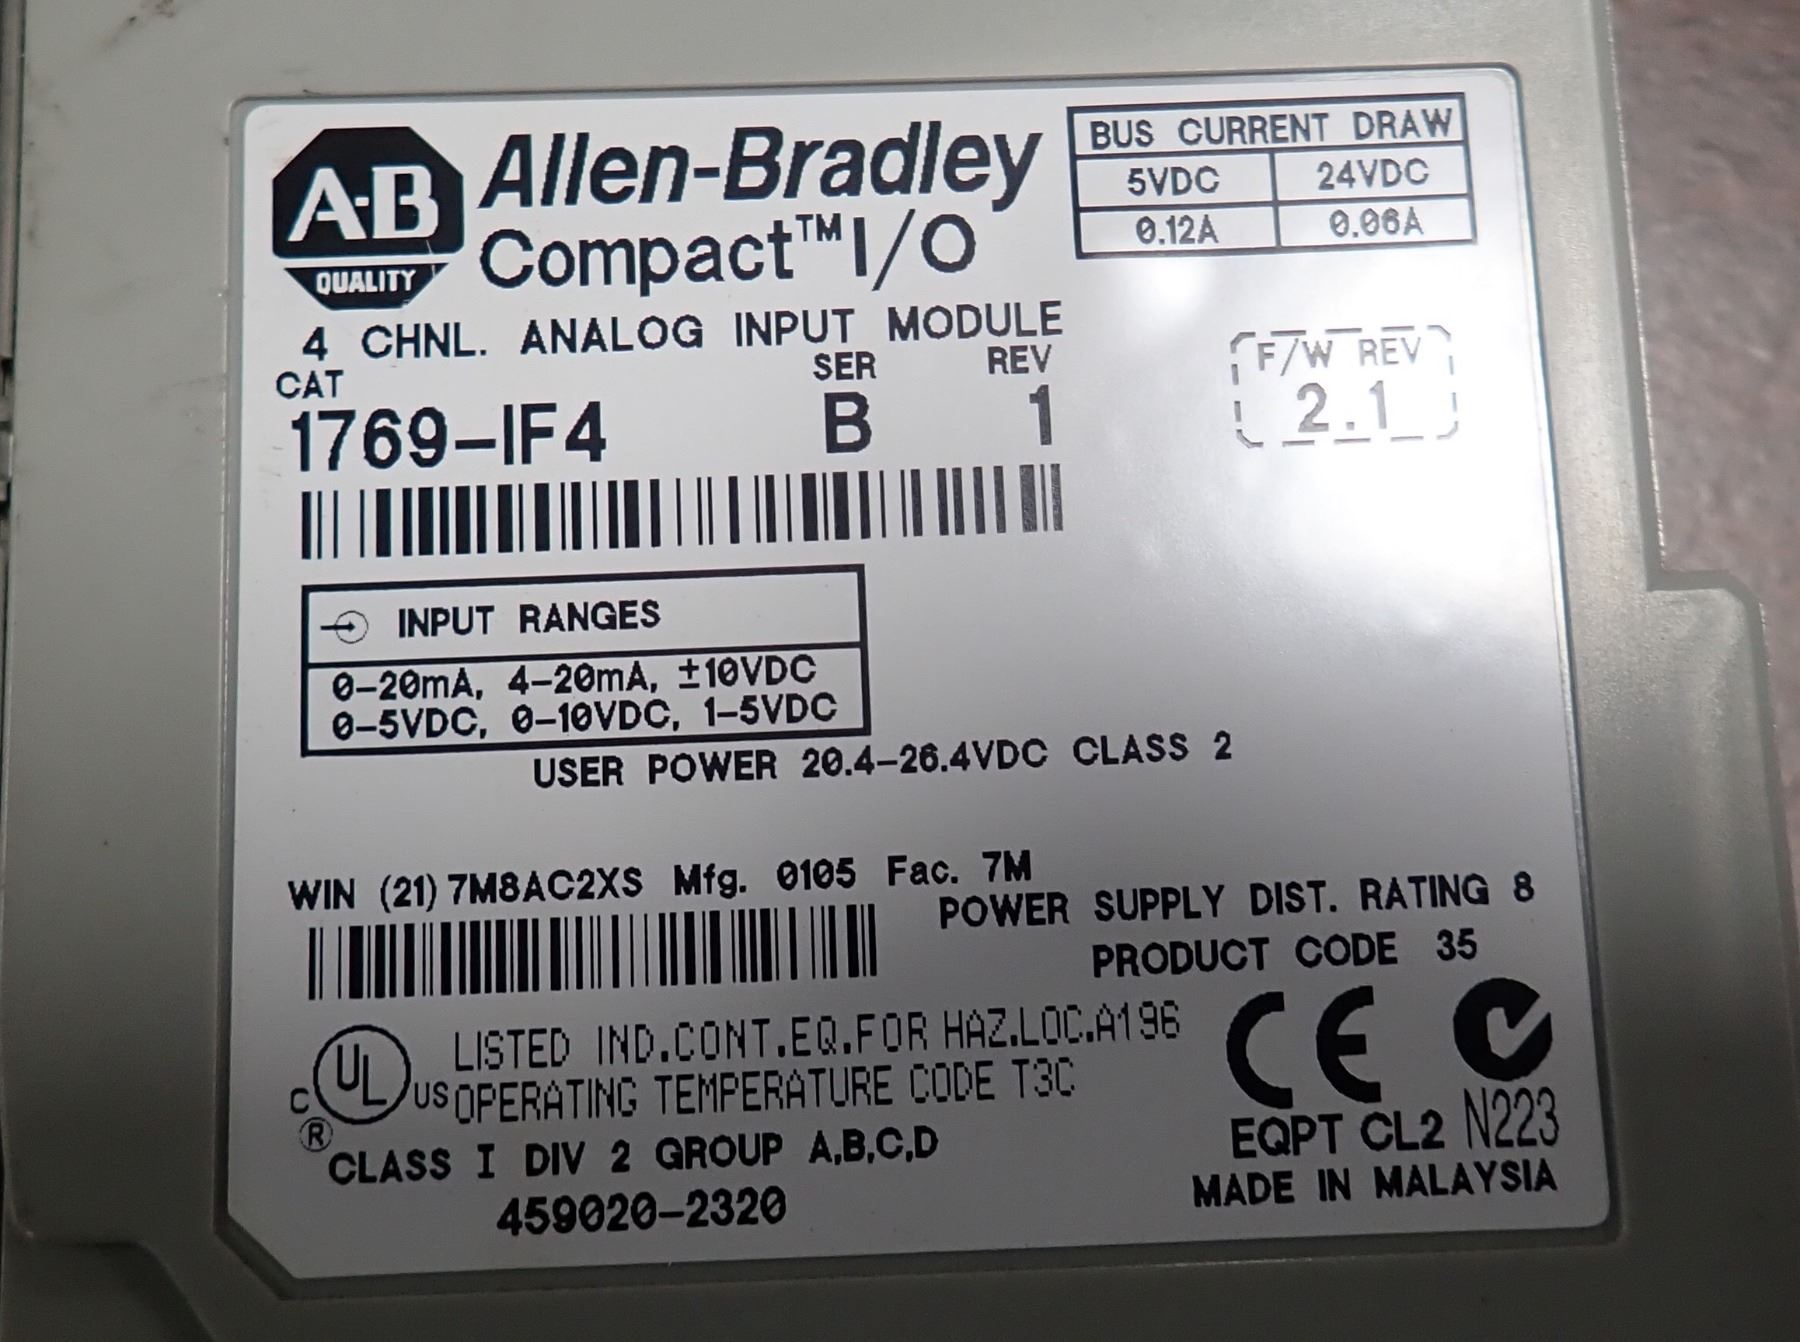 A-B
QUALITY
Allen-Bradley
Compact™ I/O
BUS CURRENT DRAW
5VDC 24VDC
0.12A 0.06A
4 CHNL. ANALOG INPUT MODULE
CAT SER REV
1769-IF4 B 1
F/W REV
2.1
INPUT RANGES
0-20mA, 4-20mA, ±10VDC
0-5VDC, 0-10VDC, 1-5VDC
USER POWER 20.4-26.4VDC CLASS 2
WIN (21) 7M8AC2XS Mfg. 0105 Fac. 7M
POWER SUPPLY DIST. RATING 8
PRODUCT CODE 35
C UL US ®
LISTED IND.CONT.EQ.FOR HAZ.LOC.A196
OPERATING TEMPERATURE CODE T3C
CLASS I DIV 2 GROUP A,B,C,D
459020-2320
CE
EQPT CL2 N223
MADE IN MALAYSIA